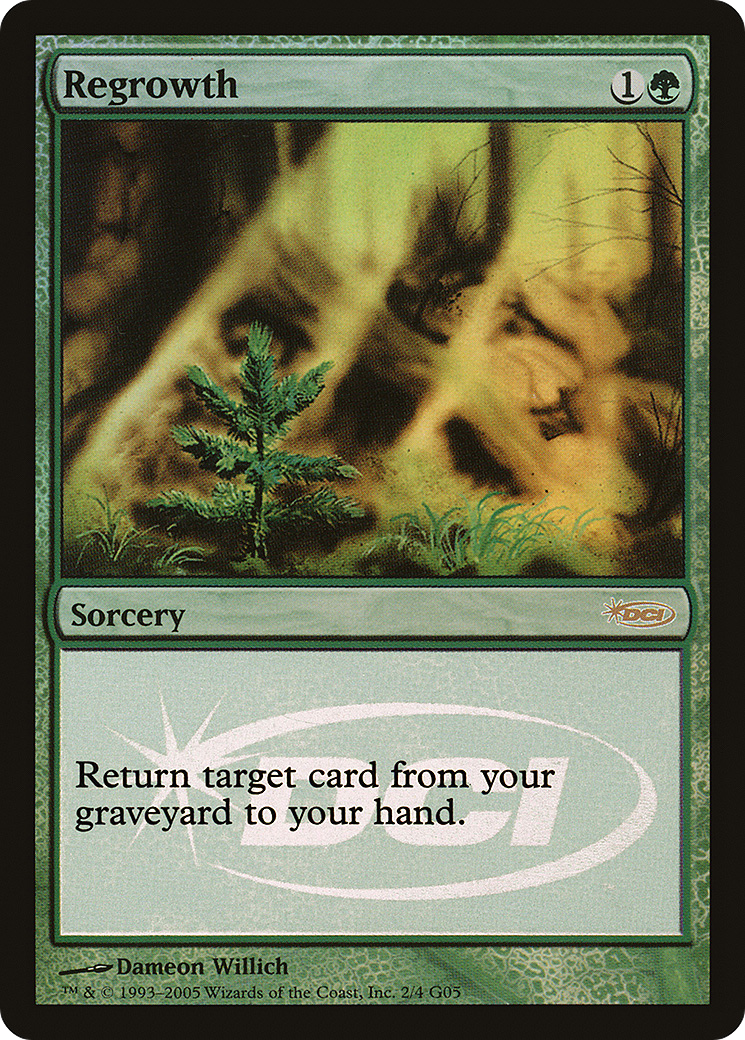 Regrowth 1
Sorcery DCI
DCI
Return target card from your
graveyard to your hand.
Dameon Willich
™ & © 1993–2005 Wizards of the Coast, Inc. 2/4 G05